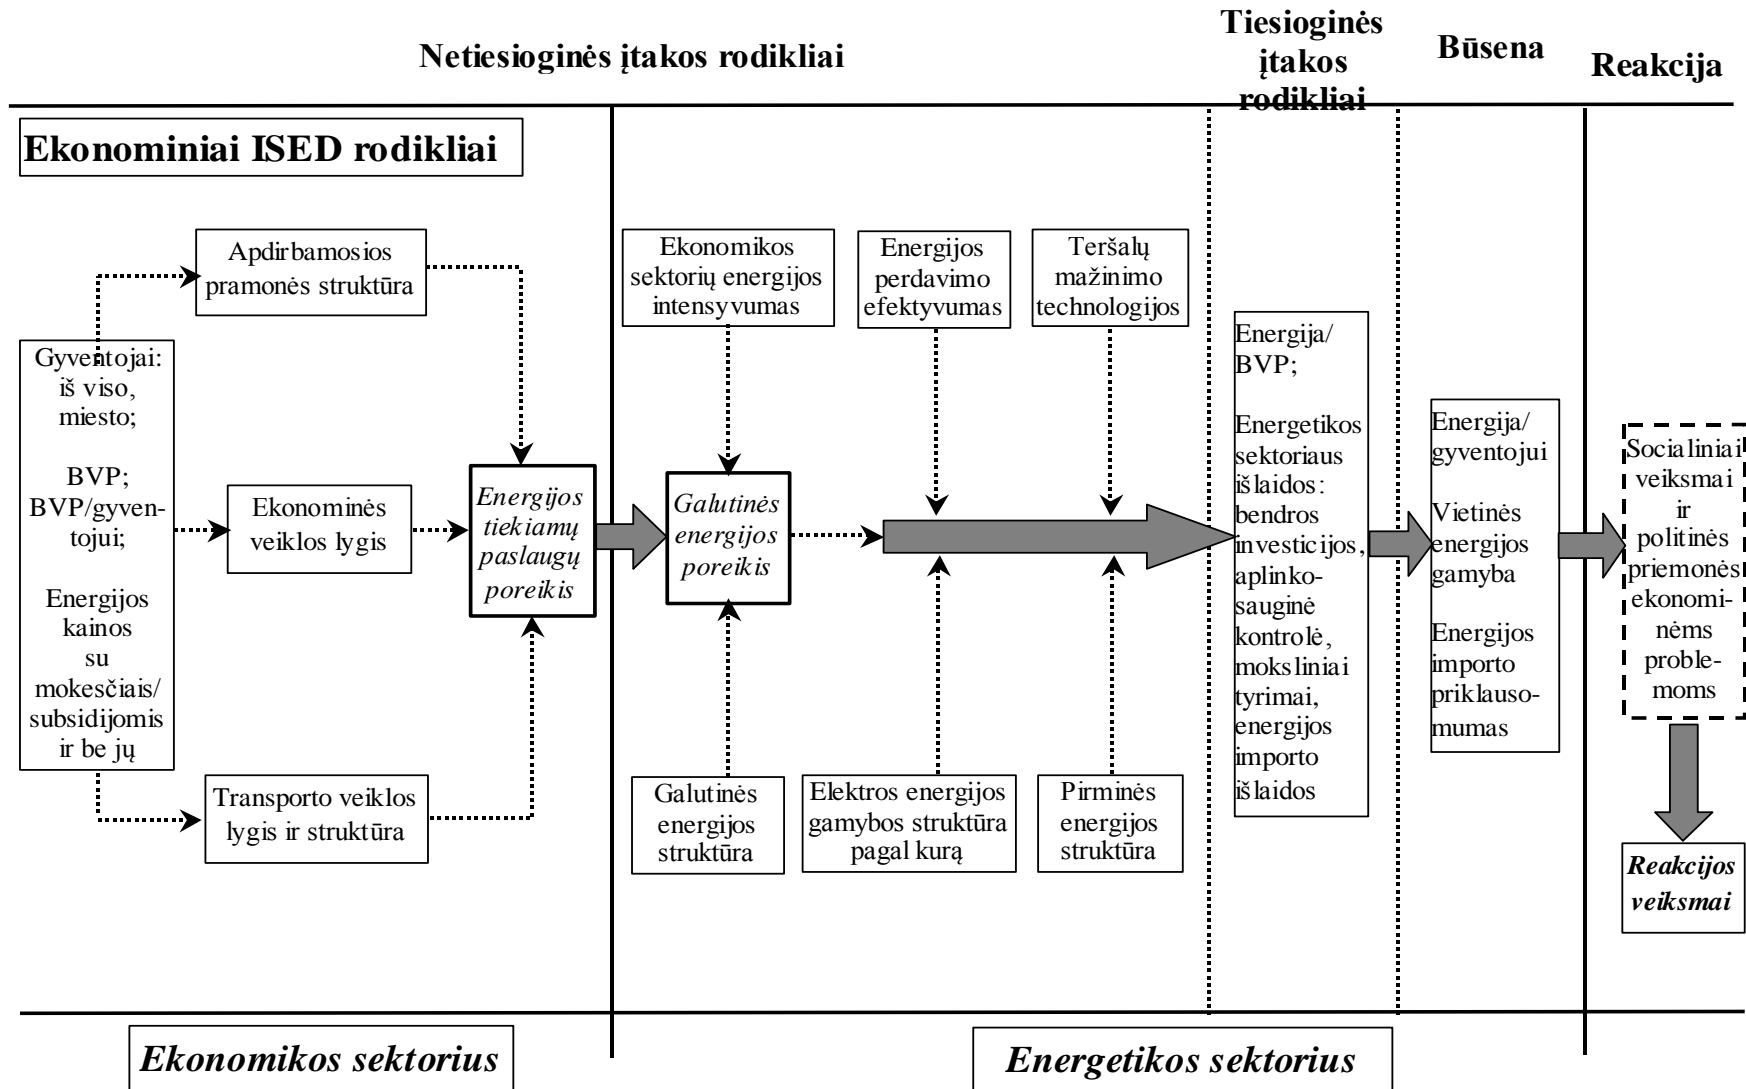 Netiesioginės įtakos rodikliai
Tiesioginės
įtakos
rodikliai
Būsena
Reakcija
Ekonominiai ISED rodikliai
Gyventojai:
iš viso,
miesto;
BVP;
BVP/gyven-
tojui;
Energijos
kainos
su
mokesčiais/
subsidijomis
ir be jų
Apdirbamosios
pramonės struktūra
Ekonominės
veiklos lygis
Transporto veiklos
lygis ir struktūra
Energijos
tiekiamų
paslaugų
poreikis
Ekonomikos
sektorių energijos
intensyvumas
Galutinės
energijos
poreikis
Galutinės
energijos
struktūra
Energijos
perdavimo
efektyvumas
Elektros energijos
gamybos struktūra
pagal kurą
Teršalų
mažinimo
technologijos
Pirminės
energijos
struktūra
Energija/
BVP;
Energetikos
sektoriaus
išlaidos:
bendros
investicijos,
aplinko-
sauginė
kontrolė,
moksliniai
tyrimai,
energijos
importo
išlaidos
Energija/
gyventojui
Vietinės
energijos
gamyba
Energijos
importo
priklauso-
mumas
Socialiniai
veiksmai
ir
politinės
priemonės
ekonomi-
nėms
proble-
moms
Reakcijos
veiksmai
Ekonomikos sektorius
Energetikos sektorius